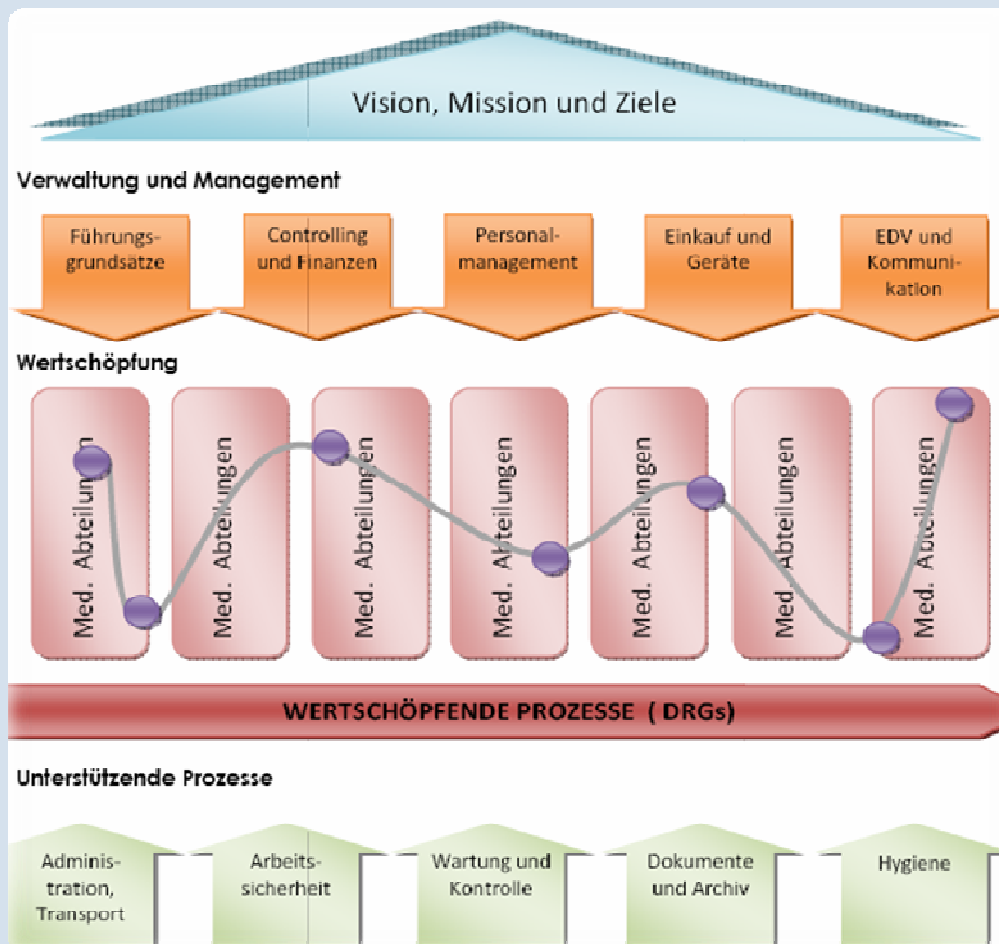 Vision, Mission und Ziele
Verwaltung und Management
Führungs-
grundsätze
Controlling
und Finanzen
Personal-
management
Einkauf und
Geräte
EDV und
Kommuni-
kation
Wertschöpfung
Med. Abteilungen
Med. Abteilungen
Med. Abteilungen
Med. Abteilungen
Med. Abteilungen
Med. Abteilungen
Med. Abteilungen
WERTSCHÖPFENDE PROZESSE ( DRGs)
Unterstützende Prozesse
Adminis-
tration,
Transport
Arbeits-
sicherheit
Wartung und
Kontrolle
Dokumente
und Archiv
Hygiene